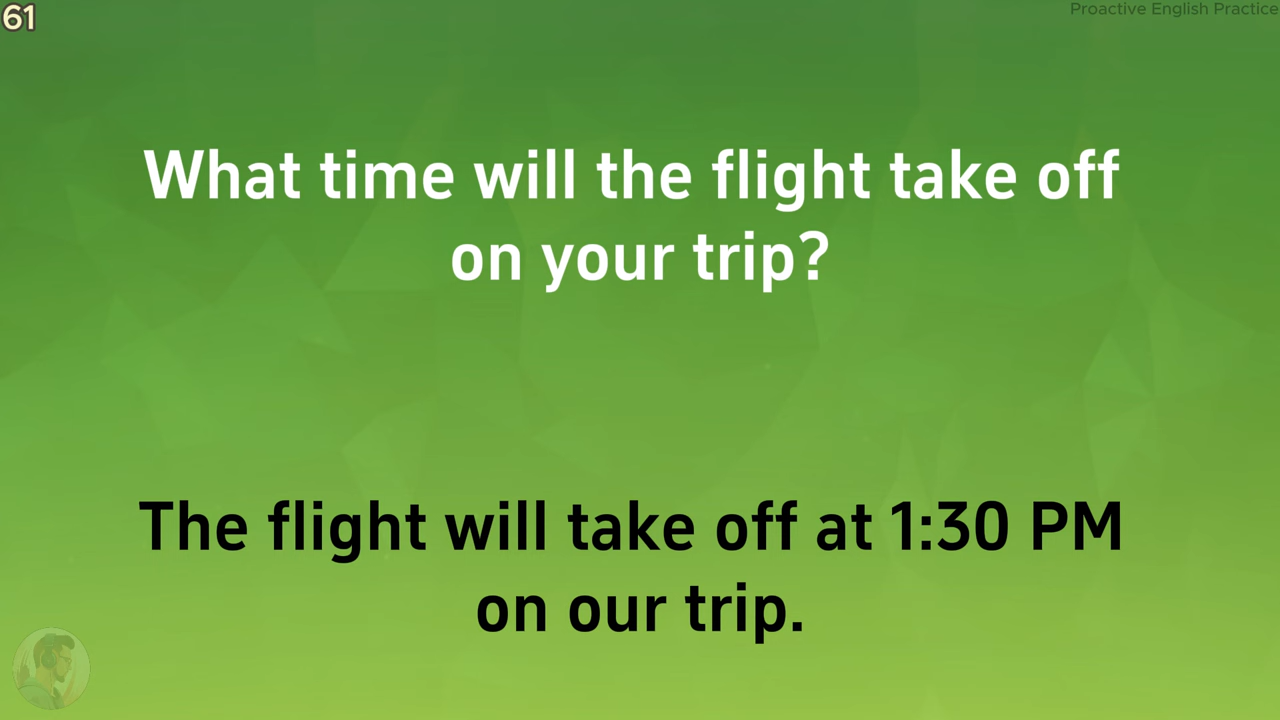 61
Proactive English Practice
What time will the flight take off
on your trip?
The flight will take off at 1:30 PM
on our trip.